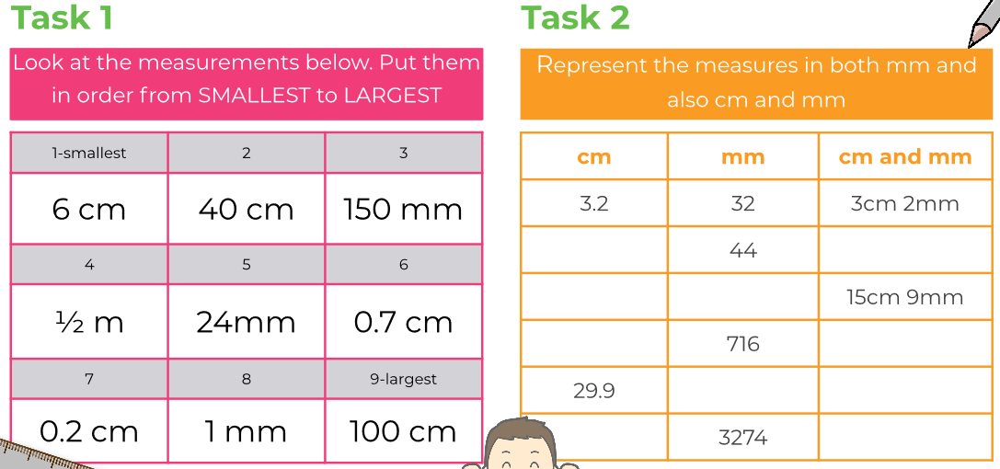 Task 1
Look at the measurements below. Put them
in order from SMALLEST to LARGEST
1-smallest 2 3
6 cm 40 cm 150 mm
4 5 6
½ m 24mm 0.7 cm
7 8 9-largest
0.2 cm 1 mm 100 cm
Task 2
Represent the measures in both mm and
also cm and mm
cm mm cm and mm
3.2 32 3cm 2mm
44
15cm 9mm
716
29.9
3274